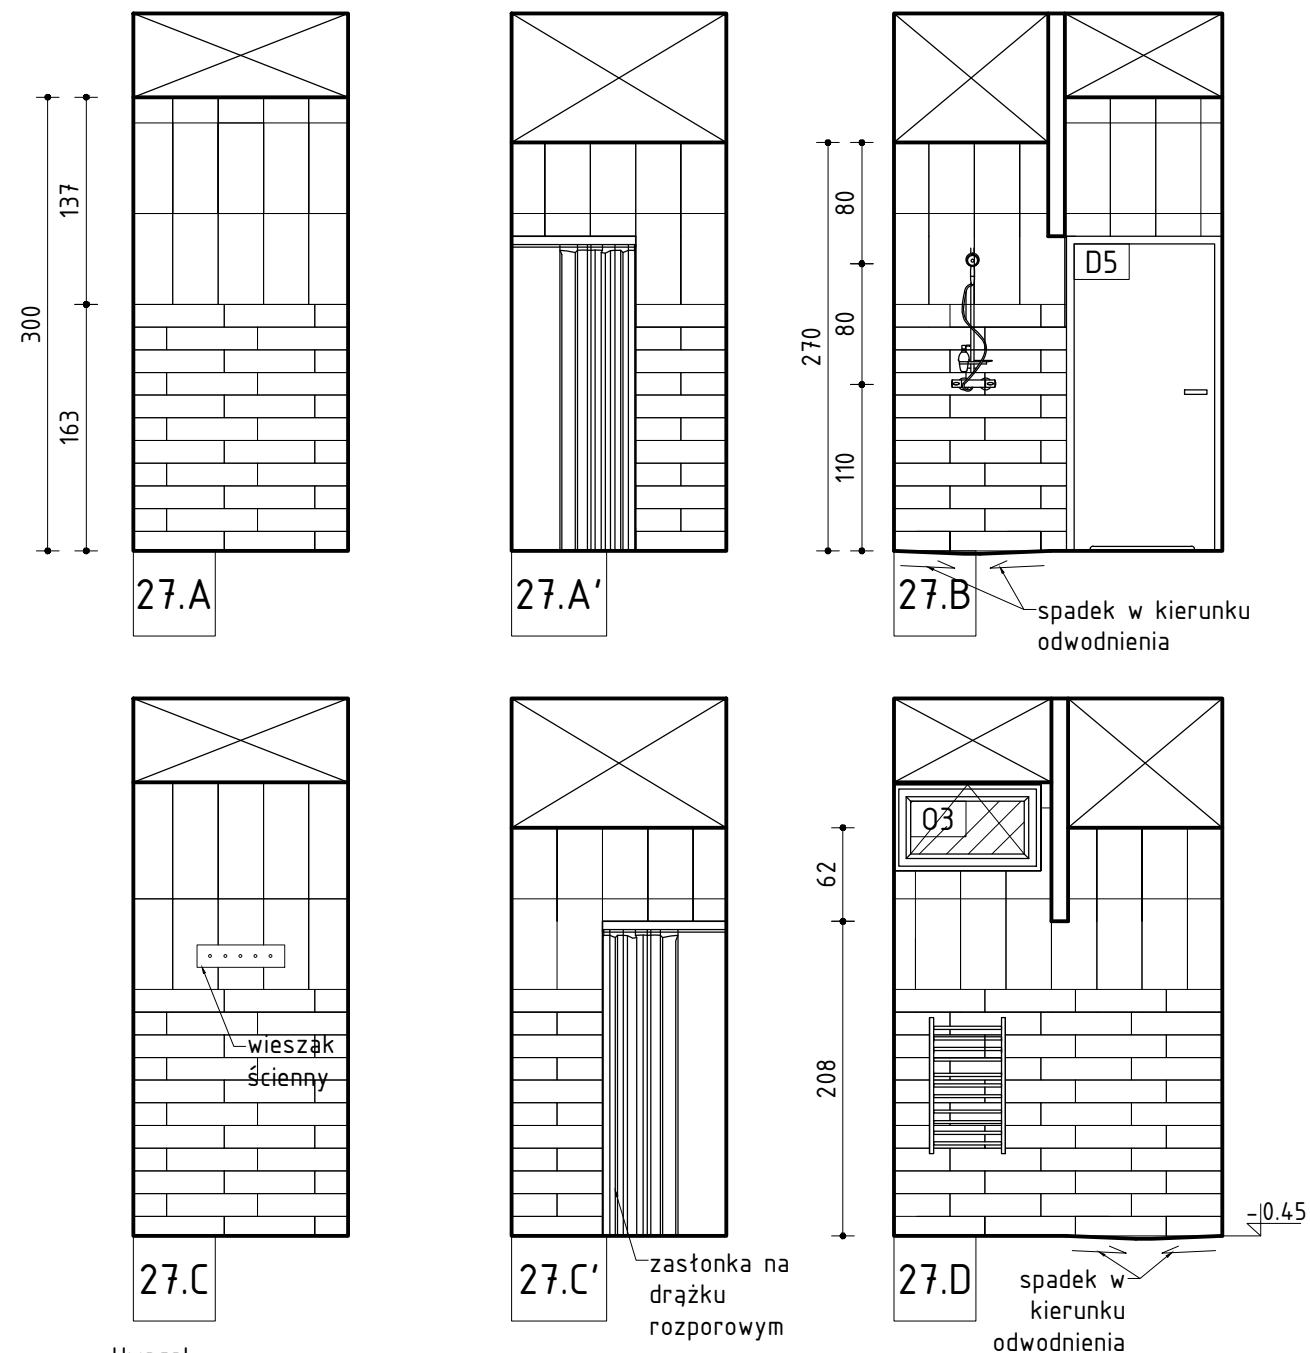 300
137
163
270
80
80
110
D5
27.A
27.A'
27.B
spadek w kierunku
odwodnienia
62
208
O3
wieszak
ścienny
-0.45
27.C
27.C'
27.D
zasłonka na
drążku
rozporowym
spadek w
kierunku
odwodnienia